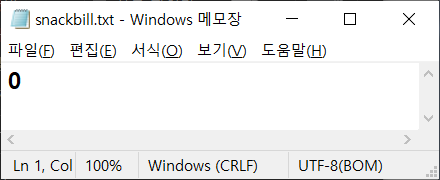 snackbill.txt - Windows 메모장
파일(F) 편집(E) 서식(O) 보기(V) 도움말(H)
0
Ln 1, Col 100% Windows (CRLF) UTF-8(BOM)